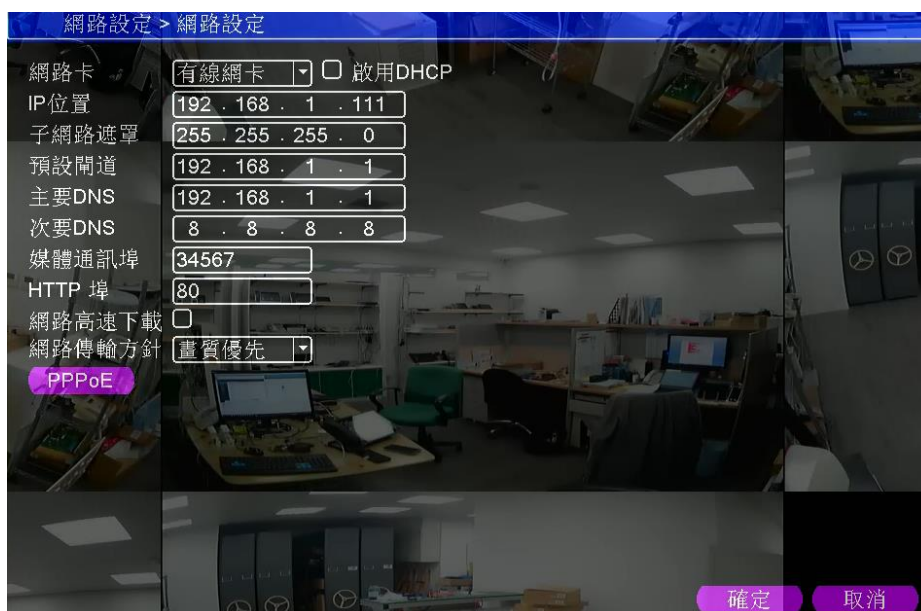 網路設定 > 網路設定
網路卡 有線網卡 啟用DHCP
IP位置 192 . 168 . 1 . 111
子網路遮罩 255 . 255 . 255 . 0
預設閘道 192 . 168 . 1 . 1
主要DNS 192 . 168 . 1 . 1
次要DNS 8 . 8 . 8 . 8
媒體通訊埠 34567
HTTP 埠 80
網路高速下載
網路傳輸方針 畫質優先
PPPoE
確定 取消